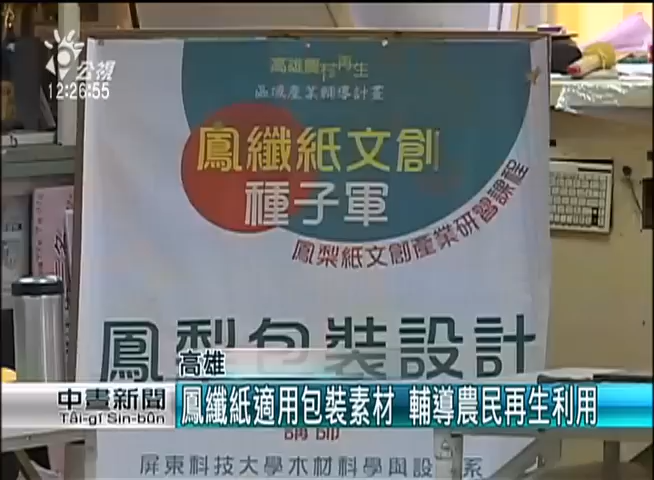 公視
12:26:55
高雄農村再生
區域產業輔導計畫
鳳纖紙文創
種子軍
鳳梨紙文創產業研習課程
鳳梨包裝設計
高雄
中晝新聞
Tâi-gí Sin-bûn
鳳纖紙適用包裝素材 輔導農民再生利用
講師
屏東科技大學木材科學與設 系